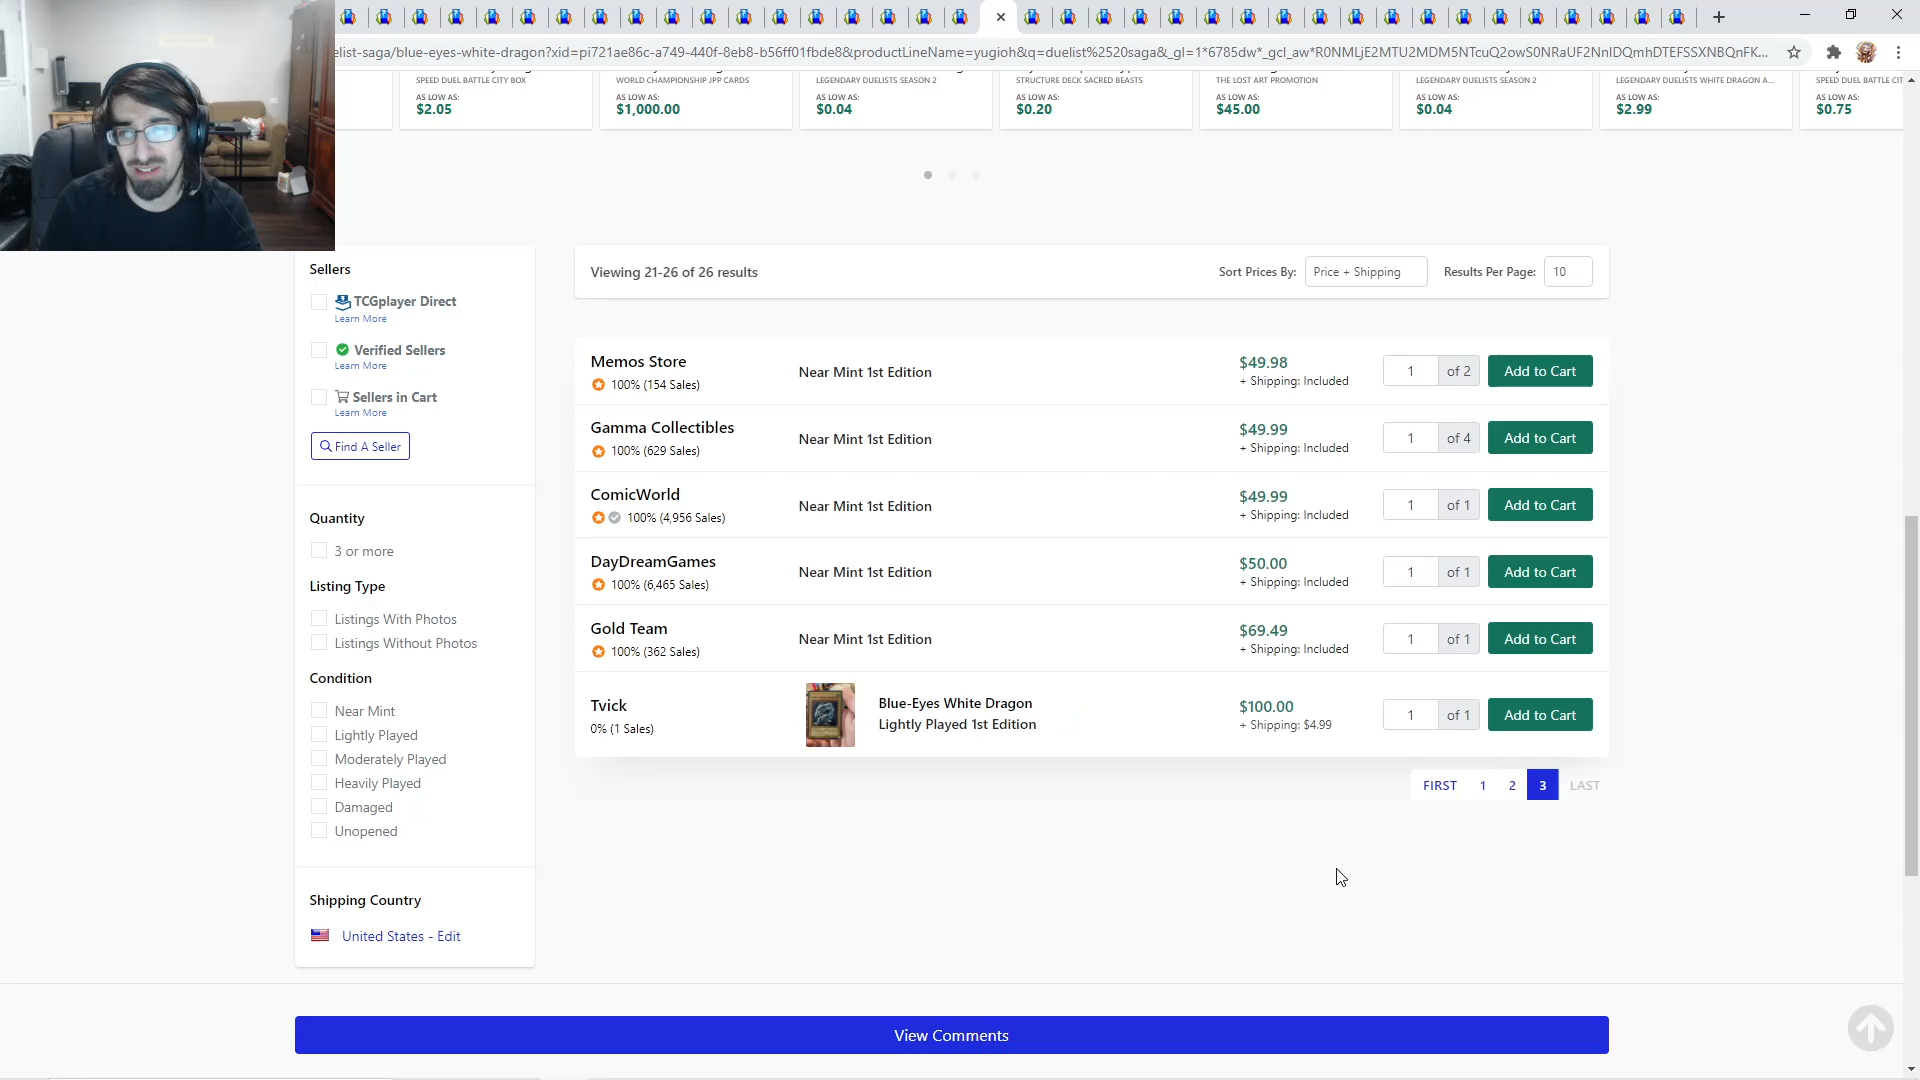 elist-saga/blue-eyes-white-dragon?xid=pi721ae86c-a749-440f-8eb8-b56ff01fbde8&productLineName=yugioh&q=duelist%2520saga&_gl=1*6785dw*_gcl_aw*R0NMLjE2MTU2MDM5NTcuQ2owS0NRaUF2NnlDQmhDTEFSSXNBQnFK...
SPEED DUEL BATTLE CITY BOX
AS LOW AS:
$2.05
WORLD CHAMPIONSHIP JPP CARDS
AS LOW AS:
$1,000.00
LEGENDARY DUELISTS SEASON 2
AS LOW AS:
$0.04
STRUCTURE DECK SACRED BEASTS
AS LOW AS:
$0.20
THE LOST ART PROMOTION
AS LOW AS:
$45.00
LEGENDARY DUELISTS SEASON 2
AS LOW AS:
$0.04
LEGENDARY DUELISTS WHITE DRAGON A...
AS LOW AS:
$2.99
SPEED DUEL BATTLE CIT
AS LOW AS:
$0.75
Sellers
TCGplayer Direct
Learn More
Verified Sellers
Learn More
Sellers in Cart
Learn More
Find A Seller
Quantity
3 or more
Listing Type
Listings With Photos
Listings Without Photos
Condition
Near Mint
Lightly Played
Moderately Played
Heavily Played
Damaged
Unopened
Shipping Country
United States - Edit
Viewing 21-26 of 26 results
Sort Prices By: Price + Shipping Results Per Page: 10
Memos Store
100% (154 Sales)
Near Mint 1st Edition
$49.98
+ Shipping: Included
1 of 2 Add to Cart
Gamma Collectibles
100% (629 Sales)
Near Mint 1st Edition
$49.99
+ Shipping: Included
1 of 4 Add to Cart
ComicWorld
100% (4,956 Sales)
Near Mint 1st Edition
$49.99
+ Shipping: Included
1 of 1 Add to Cart
DayDreamGames
100% (6,465 Sales)
Near Mint 1st Edition
$50.00
+ Shipping: Included
1 of 1 Add to Cart
Gold Team
100% (362 Sales)
Near Mint 1st Edition
$69.49
+ Shipping: Included
1 of 1 Add to Cart
Tvick
0% (1 Sales)
Blue-Eyes White Dragon
Lightly Played 1st Edition
$100.00
+ Shipping: $4.99
1 of 1 Add to Cart
FIRST 1 2 3 LAST
View Comments